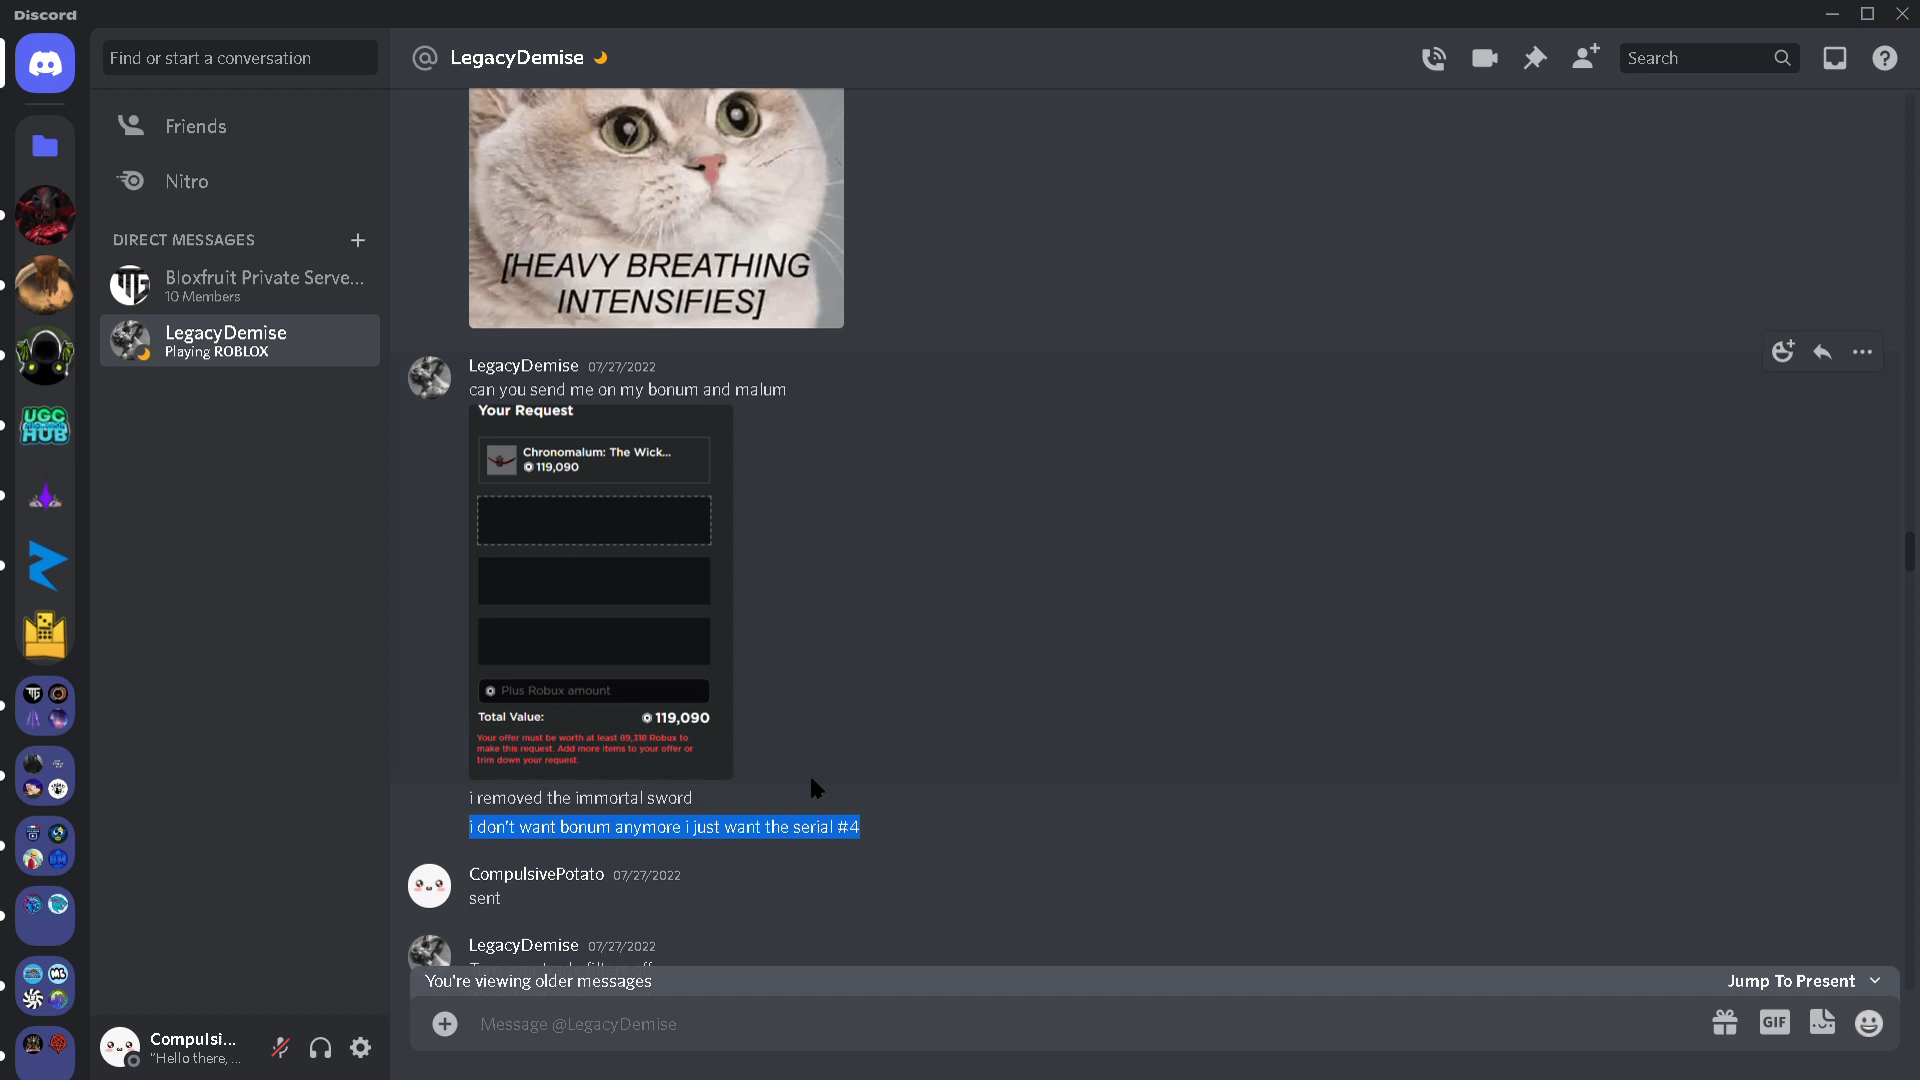 Discord
Find or start a conversation
LegacyDemise
Search
Friends
Nitro
DIRECT MESSAGES
Bloxfruit Private Serve...
10 Members
LegacyDemise
Playing ROBLOX
UGC
HUB
[HEAVY BREATHING
INTENSIFIES]
LegacyDemise 07/27/2022
can you send me on my bonum and malum
Your Request
Chronomalum: The Wick...
119,090
Plus Robux amount
Total Value: 119,090
Your offer must be worth at least 89,318 Robux to
make this request. Add more items to your offer or
trim down your request.
i removed the immortal sword
i don't want bonum anymore i just want the serial #4
CompulsivePotato 07/27/2022
sent
LegacyDemise 07/27/2022
You're viewing older messages
Jump To Present
Message @LegacyDemise
GIF
Compulsi...
"Hello there, ...